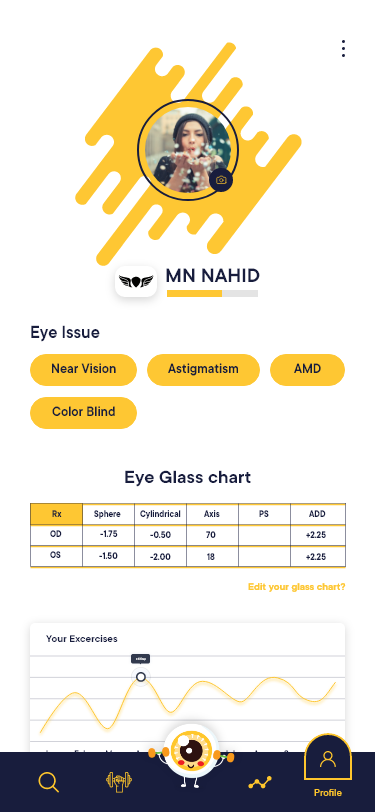 MN NAHID
Eye Issue
Near Vision Astigmatism AMD
Color Blind
Eye Glass chart
Rx Sphere Cylindrical Axis PS ADD
OD -1.75 -0.50 70 +2.25
OS -1.50 -2.00 18 +2.25
Edit your glass chart?
Your Excercises
Profile